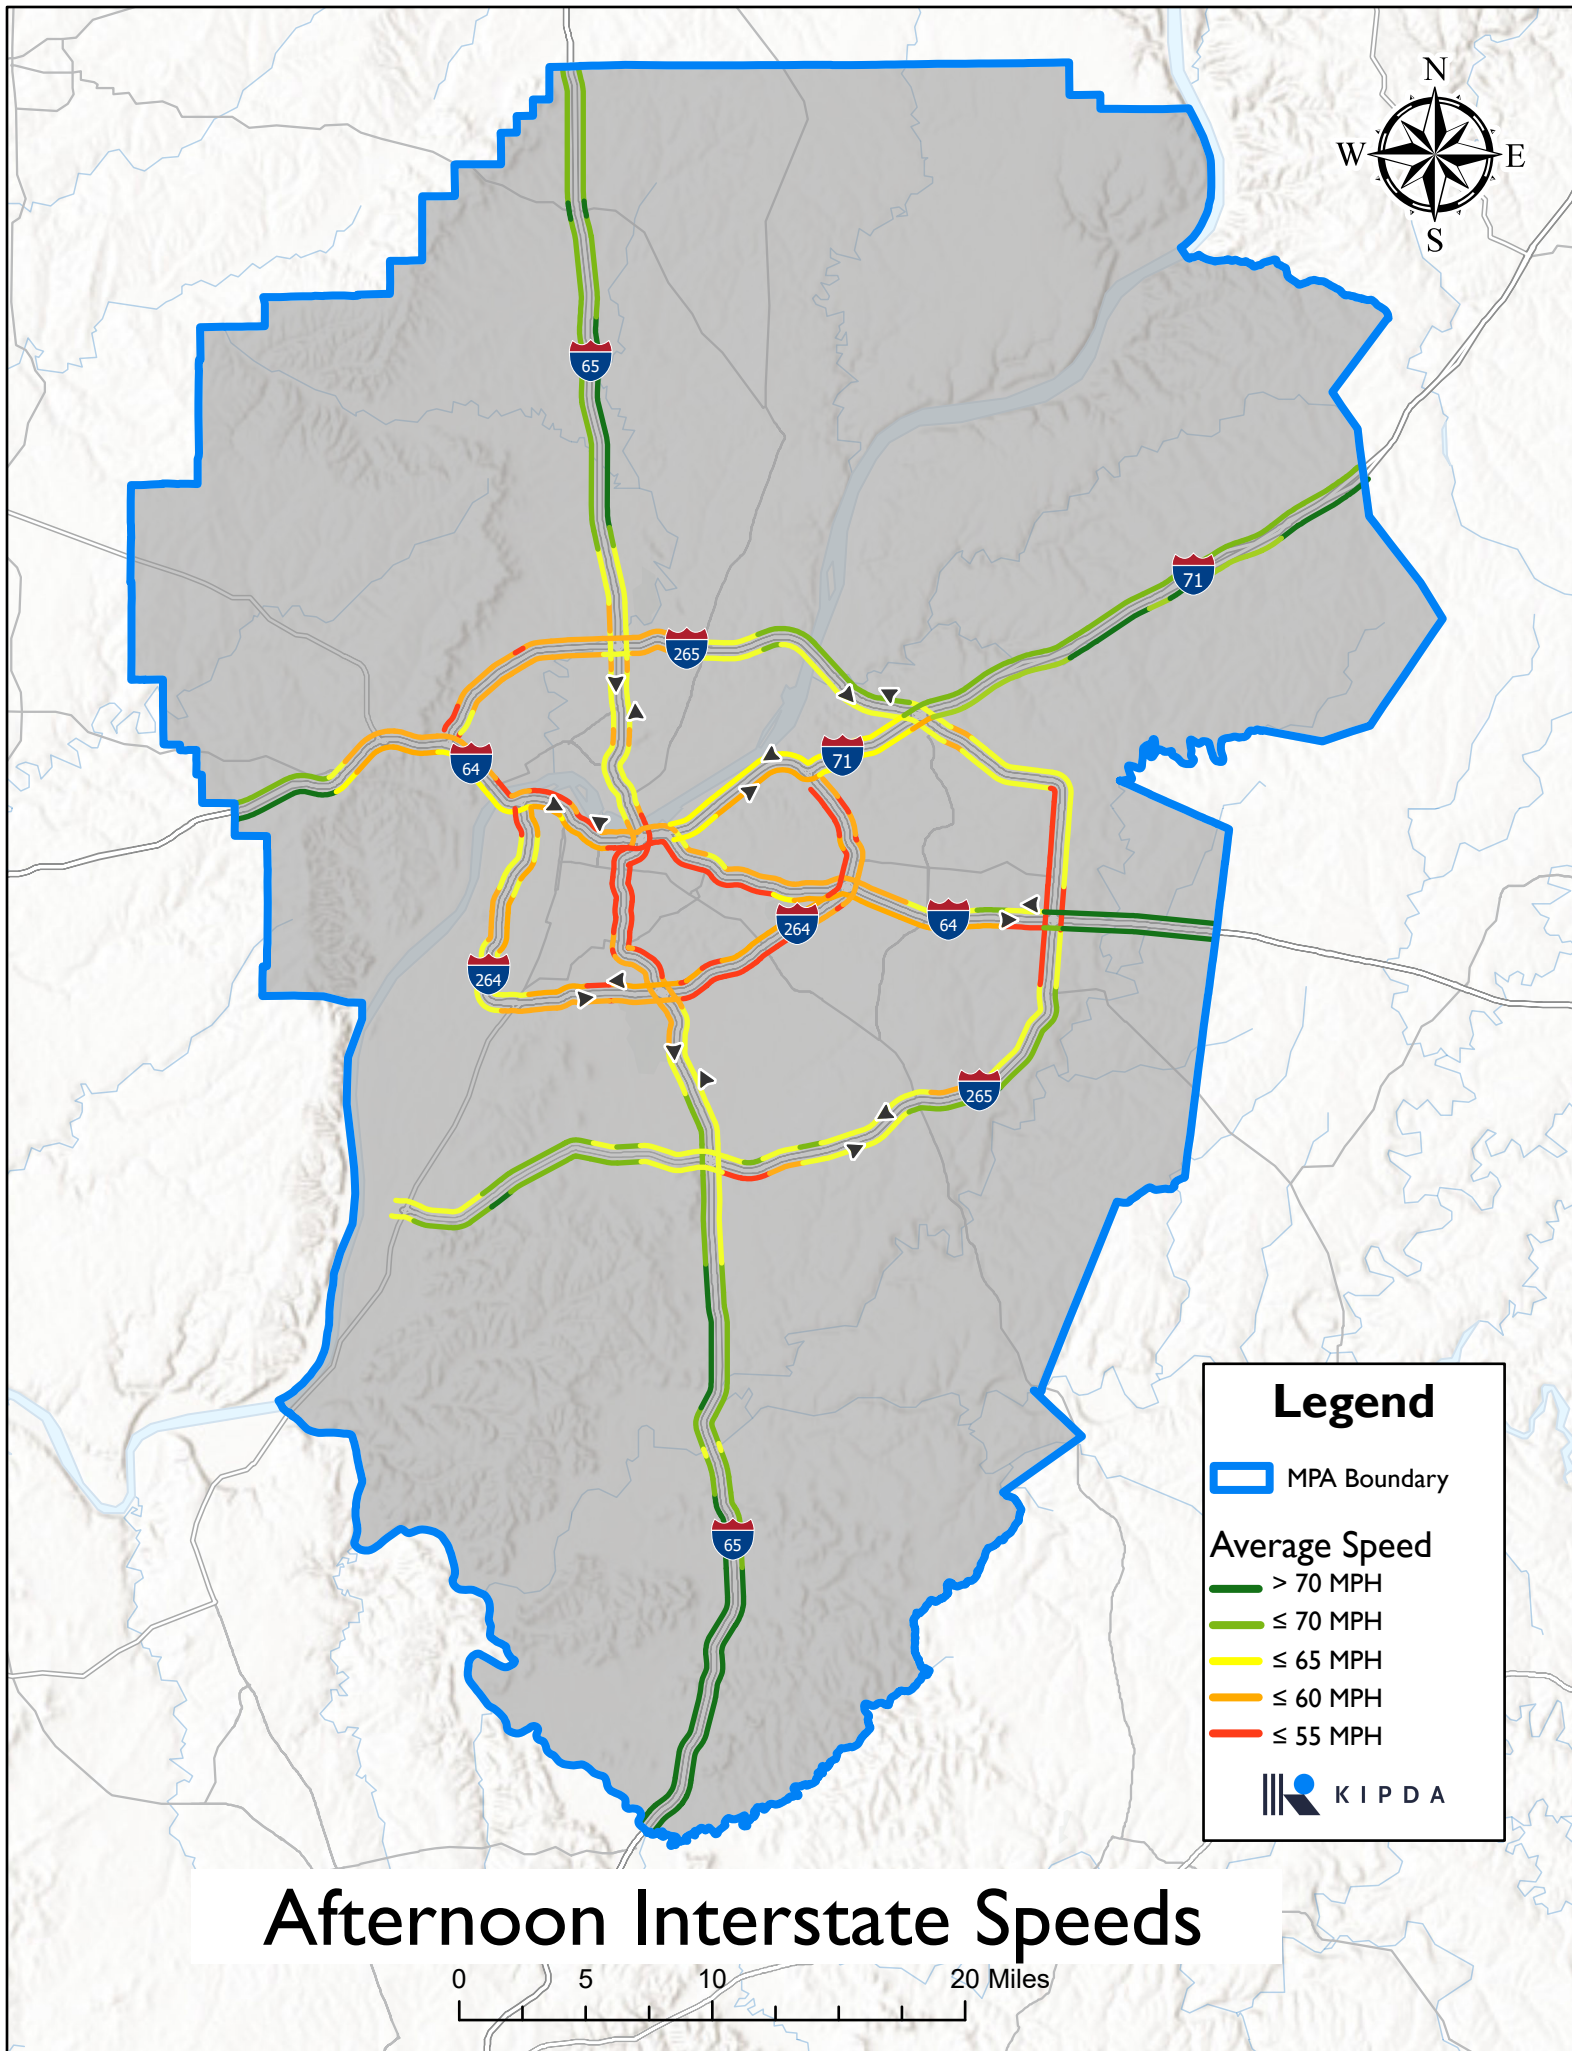 N
W E
S
65
71
265
64
71
64
264
264
265
65
Legend
MPA Boundary
Average Speed
> 70 MPH
≤ 70 MPH
≤ 65 MPH
≤ 60 MPH
≤ 55 MPH
KIPDA
Afternoon Interstate Speeds
0 5 10 20 Miles